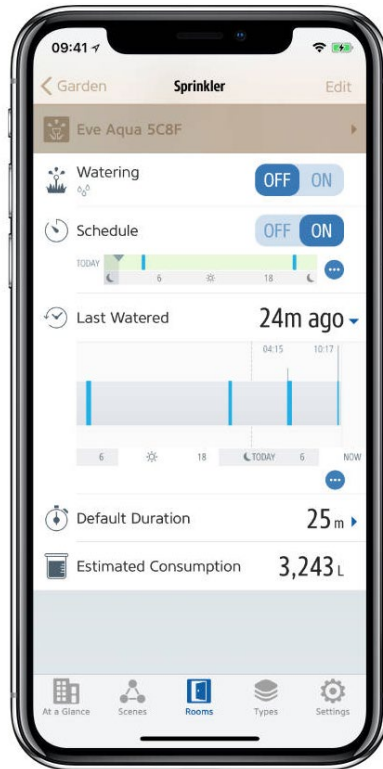 09:41
Garden Sprinkler Edit
Eve Aqua 5C8F
Watering OFF ON
Schedule OFF ON
TODAY
6 18
Last Watered 24m ago
04:15 10:17
6 18 TODAY 6 NOW
Default Duration 25 m
Estimated Consumption 3,243 L
At a Glance Scenes Rooms Types Settings